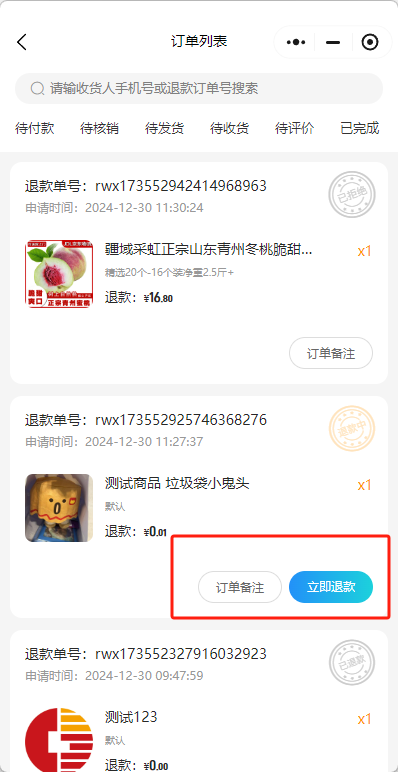 订单列表
请输收货人手机号或退款订单号搜索
待付款 待核销 待发货 待收货 待评价 已完成
退款单号：rwx173552942414968963
已拒绝
申请时间：2024-12-30 11:30:24
疆域采虹正宗山东青州冬桃脆甜...
x1
精选20个-16个装净重2.5斤+
正宗青州蜜桃
退款：¥16.80
订单备注
退款单号：rwx173552925746368276
退款中
申请时间：2024-12-30 11:27:37
测试商品 垃圾袋小鬼头
x1
默认
退款：¥0.01
订单备注 立即退款
退款单号：rwx173552327916032923
已退款
申请时间：2024-12-30 09:47:59
测试123
x1
默认
退款：¥0.00